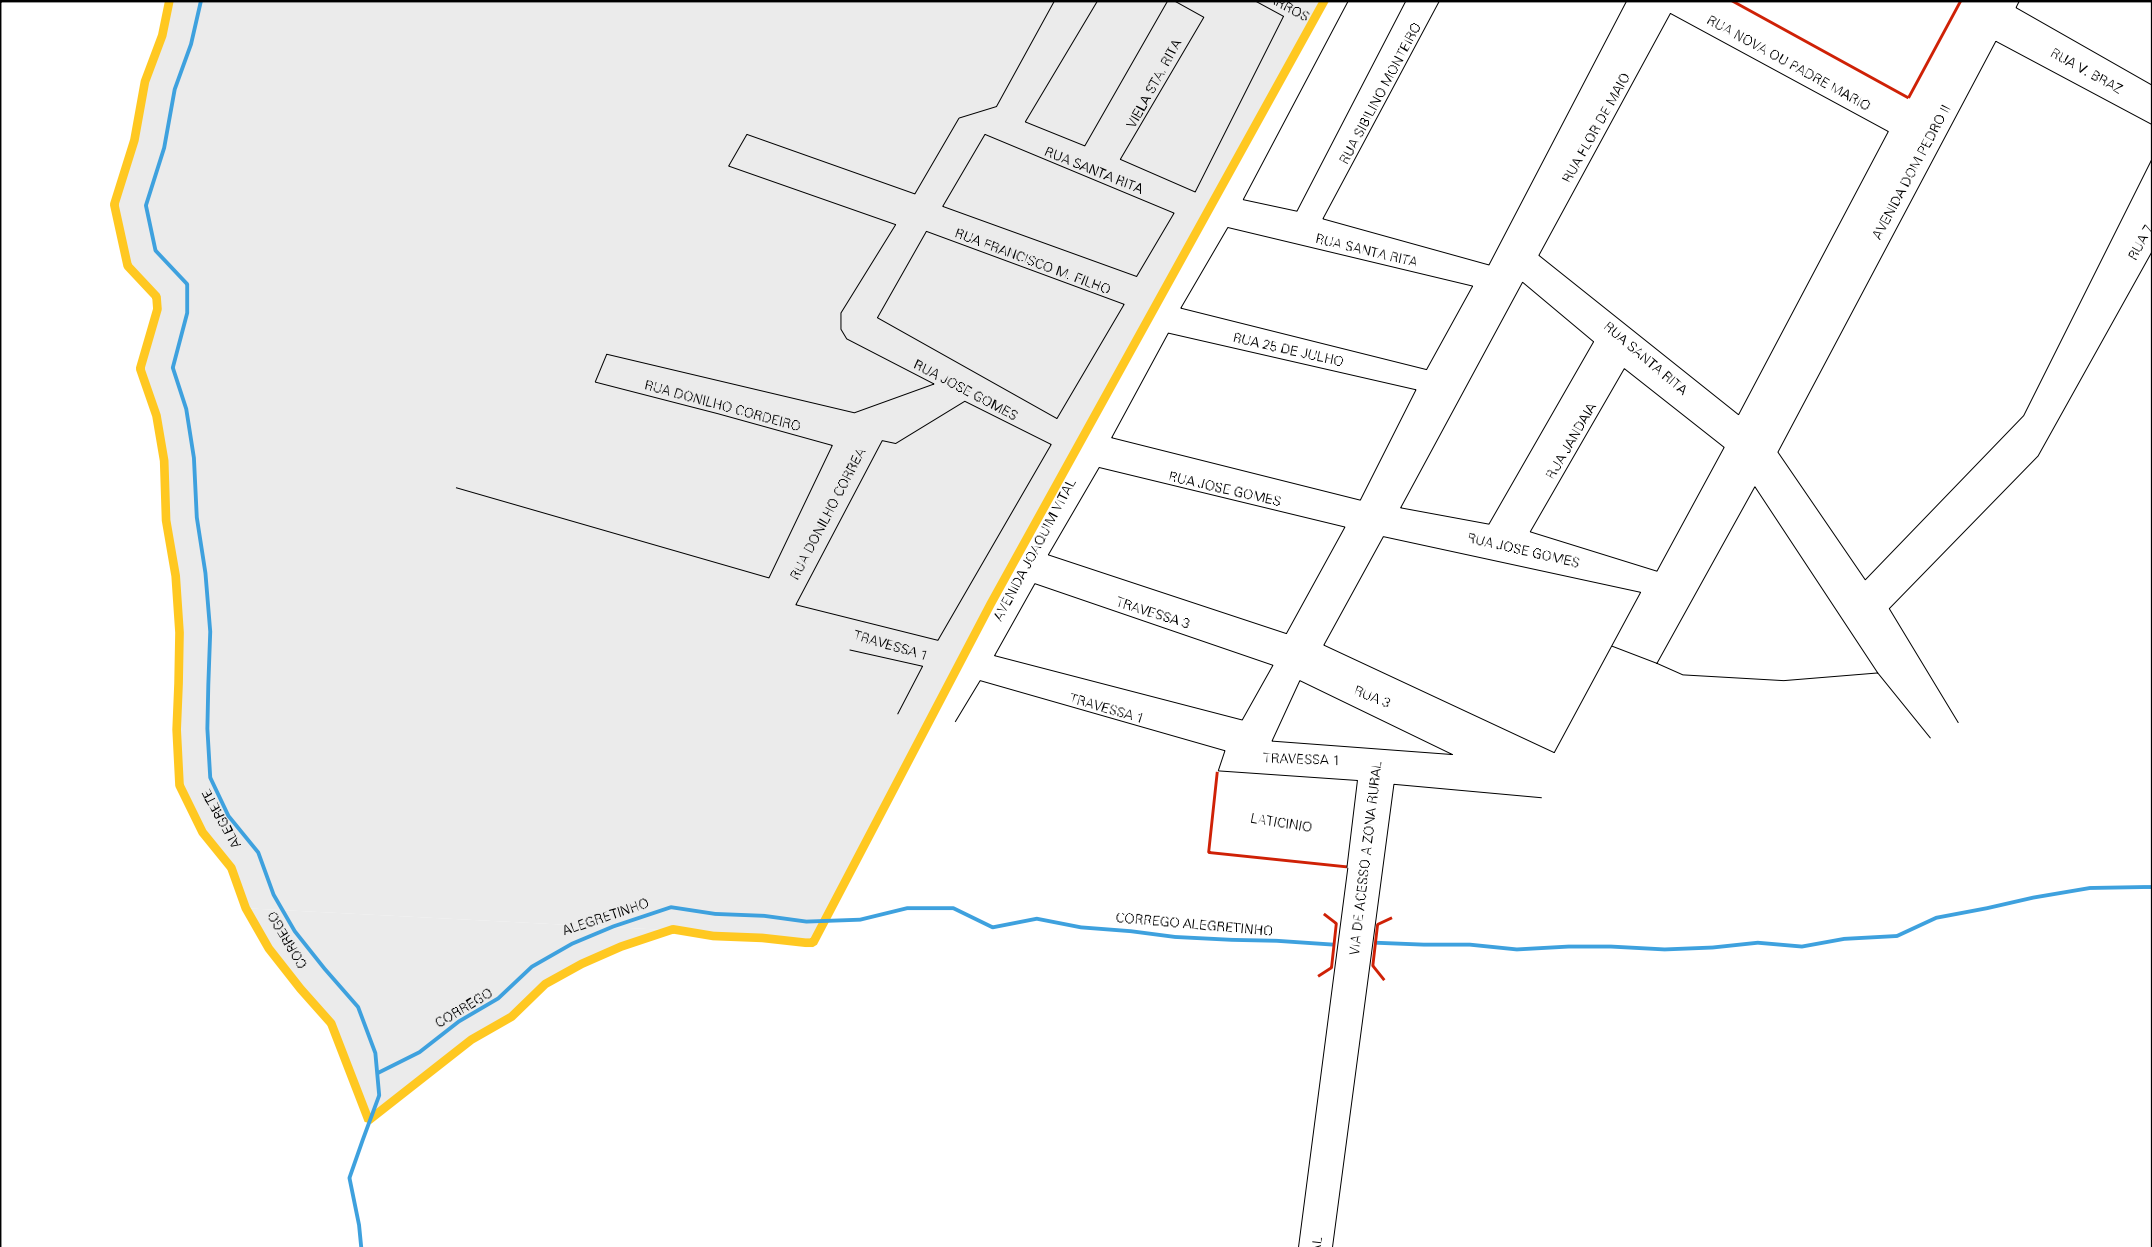 RUA NOVA OU PADRE MARIO
RUA V. BRAZ
RUA SIBILINO MONTEIRO
VIELA STA. RITA
RUA FLOR DE MAIO
AVENIDA DOM PEDRO II
RUA SANTA RITA
RUA SANTA RITA
RUA 7
RUA FRANCISCO M. FILHO
RUA 25 DE JULHO
RUA SANTA RITA
RUA JOSE GOMES
RUA DONILHO CORDEIRO
RUA JANDAIA
RUA JOSE GOMES
RUA DONILHO CORREA
AVENIDA JOAQUIM VITAL
RUA JOSE GOMES
TRAVESSA 3
TRAVESSA 1
RUA 3
TRAVESSA 1
TRAVESSA 1
LATICINIO
VIA DE ACESSO A ZONA RURAL
CORREGO ALEGRETE
CORREGO ALEGRETINHO
CORREGO ALEGRETINHO